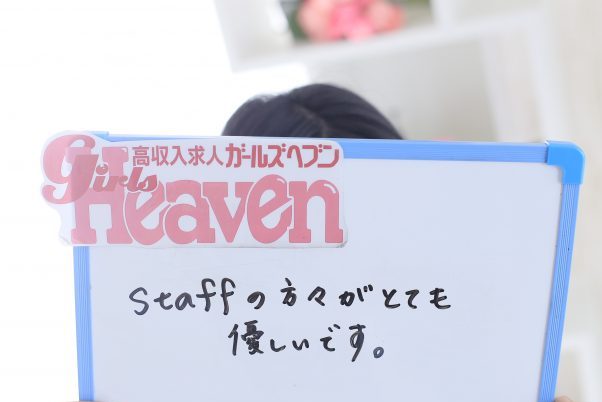 高収入求人ガールズヘブン
girls
Heaven
staffの方々がとても
優しいです。